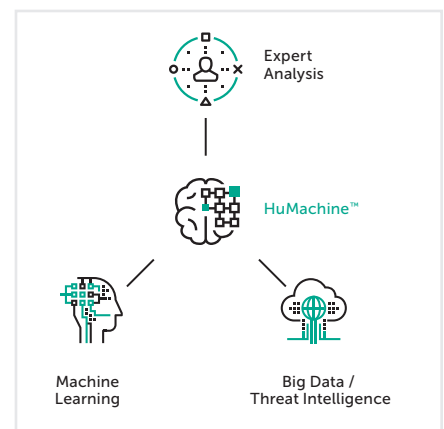 Expert
Analysis
HuMachine™
Machine
Learning
Big Data /
Threat Intelligence